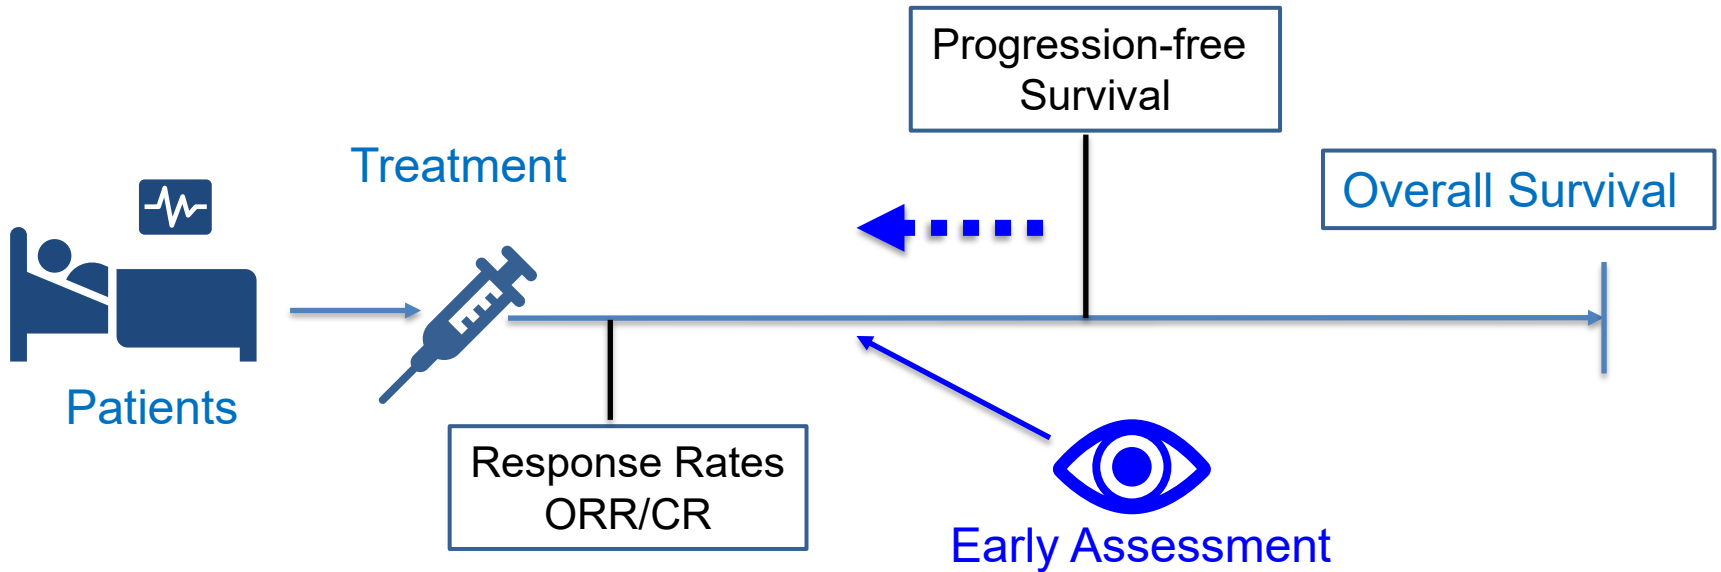 Progression-free
Survival
Treatment
Overall Survival
Patients
Response Rates
ORR/CR
Early Assessment